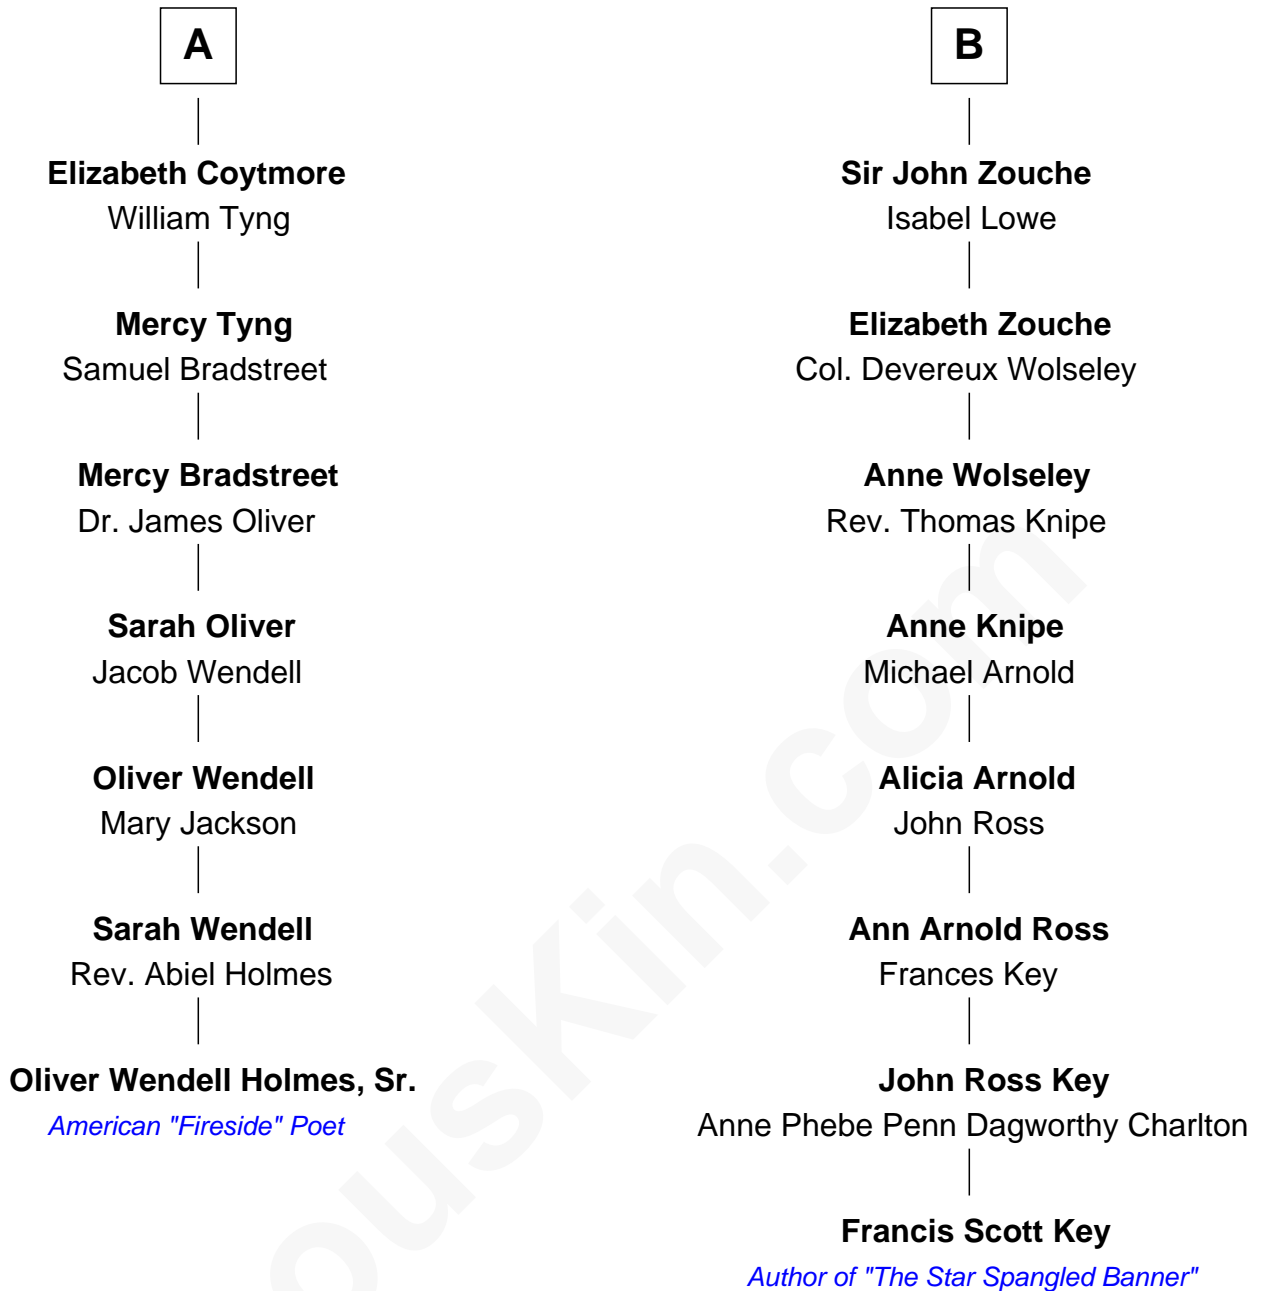 A
Elizabeth Coytmore
William Tyng
Mercy Tyng
Samuel Bradstreet
Mercy Bradstreet
Dr. James Oliver
Sarah Oliver
Jacob Wendell
Oliver Wendell
Mary Jackson
Sarah Wendell
Rev. Abiel Holmes
Oliver Wendell Holmes, Sr.
American "Fireside" Poet
B
Sir John Zouche
Isabel Lowe
Elizabeth Zouche
Col. Devereux Wolseley
Anne Wolseley
Rev. Thomas Knipe
Anne Knipe
Michael Arnold
Alicia Arnold
John Ross
Ann Arnold Ross
Frances Key
John Ross Key
Anne Phebe Penn Dagworthy Charlton
Francis Scott Key
Author of "The Star Spangled Banner"
ousKin.com